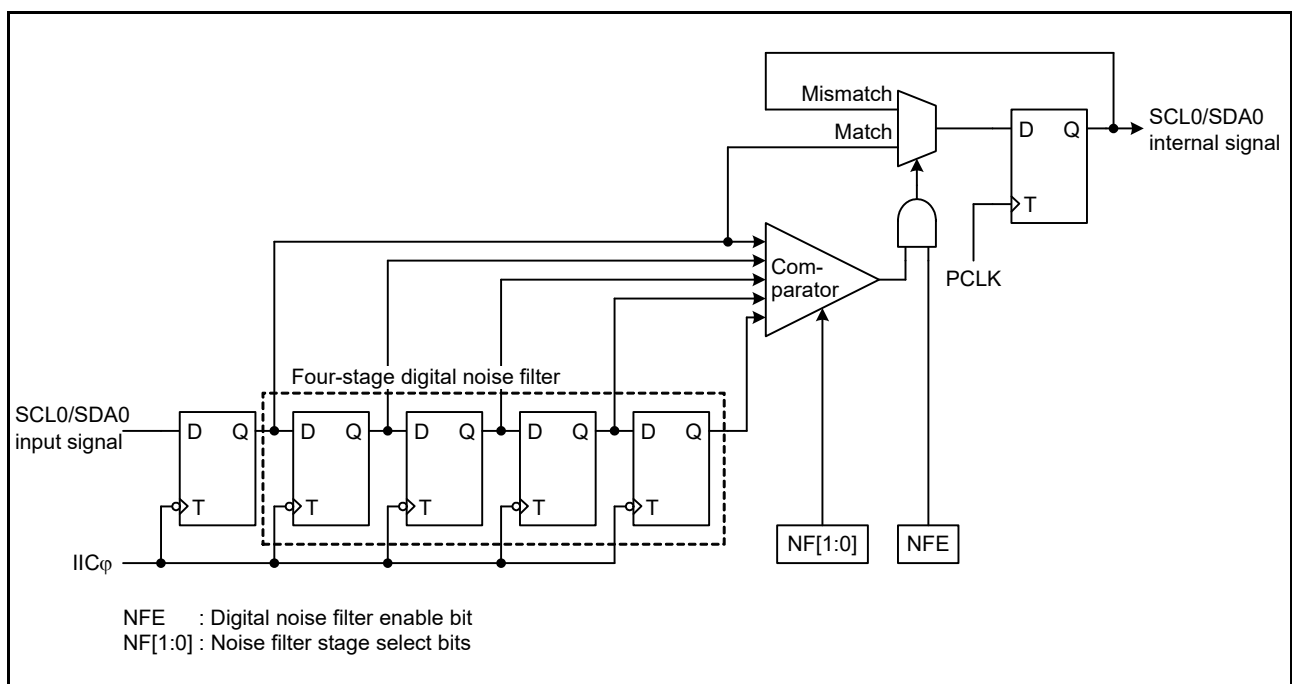 Mismatch
Match
D Q
T
SCL0/SDA0
internal signal
PCLK
Com-
parator
Four-stage digital noise filter
SCL0/SDA0
input signal
D Q
T
D Q
T
D Q
T
D Q
T
D Q
T
NF[1:0]
NFE
IICφ
NFE : Digital noise filter enable bit
NF[1:0] : Noise filter stage select bits